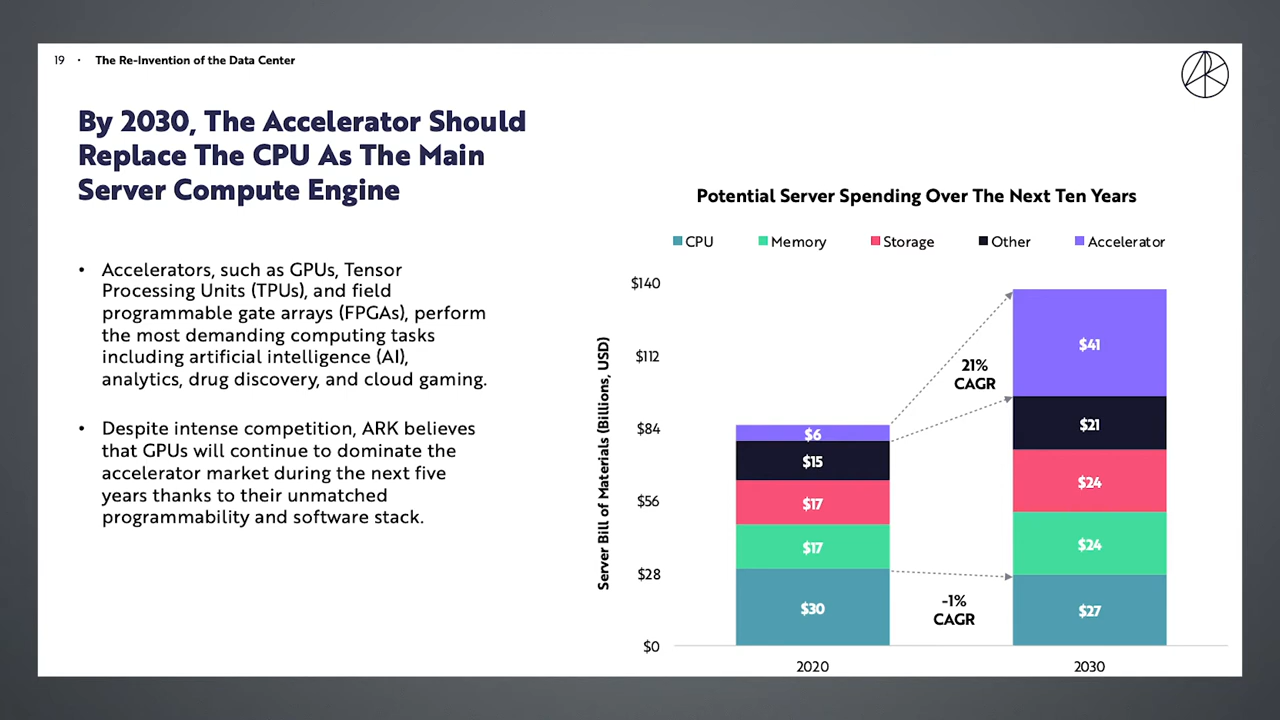 19 · The Re-Invention of the Data Center
By 2030, The Accelerator Should
Replace The CPU As The Main
Server Compute Engine
• Accelerators, such as GPUs, Tensor
Processing Units (TPUs), and field
programmable gate arrays (FPGAs), perform
the most demanding computing tasks
including artificial intelligence (AI),
analytics, drug discovery, and cloud gaming.
• Despite intense competition, ARK believes
that GPUs will continue to dominate the
accelerator market during the next five
years thanks to their unmatched
programmability and software stack.
Potential Server Spending Over The Next Ten Years
CPU Memory Storage Other Accelerator
Server Bill of Materials (Billions, USD)
$140
$112
$84
$56
$28
$0
$6
$15
$17
$17
$30
21%
CAGR
-1%
CAGR
$41
$21
$24
$24
$27
2020 2030